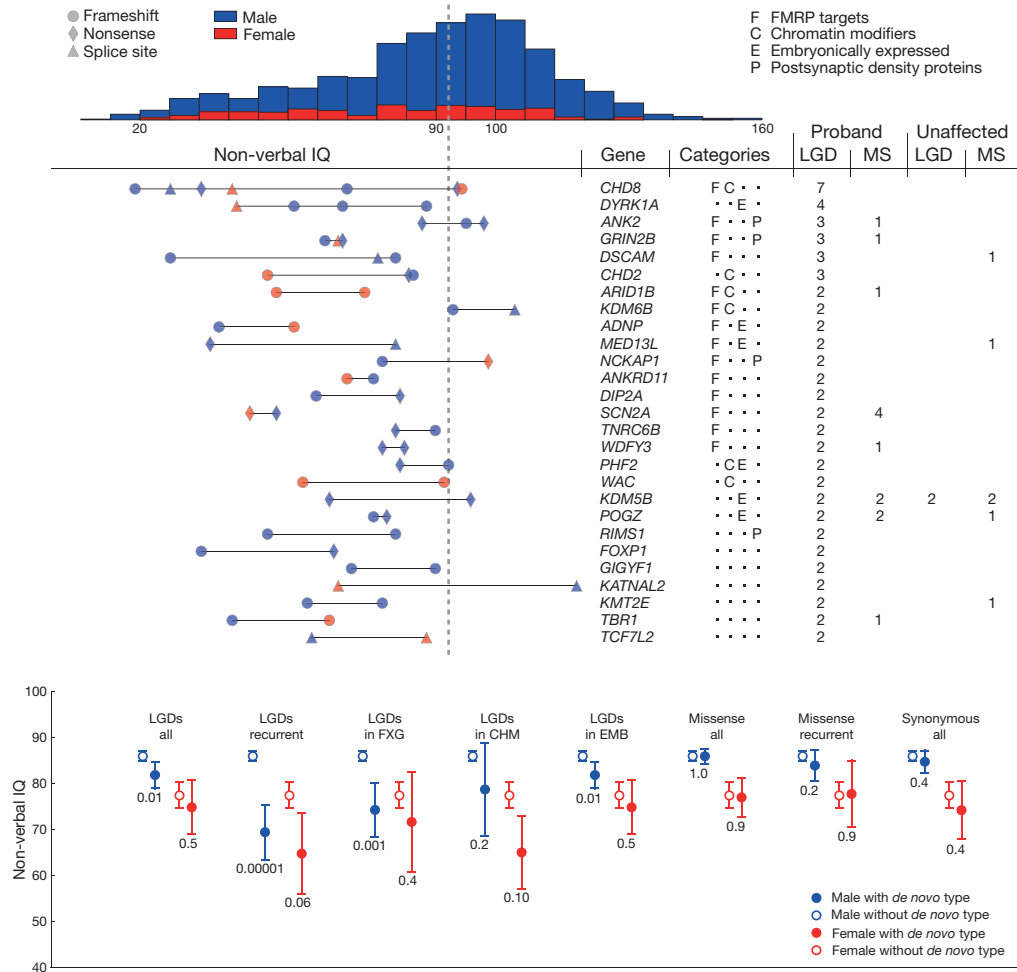 Frameshift
Nonsense
Splice site
Male
Female
F FMRP targets
C Chromatin modifiers
E Embryonically expressed
P Postsynaptic density proteins
20 90 100 160
Proband Unaffected
Non-verbal IQ Gene Categories LGD MS LGD MS
CHD8 F C · · 7
DYRK1A · · E · 4
ANK2 F · · P 3 1
GRIN2B F · · P 3 1
DSCAM F · · · 3 1
CHD2 · C · · 3
ARID1B F C · · 2 1
KDM6B F C · · 2
ADNP F · E · 2
MED13L F · E · 2 1
NCKAP1 F · · P 2
ANKRD11 F · · · 2
DIP2A F · · · 2
SCN2A F · · · 2 4
TNRC6B F · · · 2
WDFY3 F · · · 2 1
PHF2 · C E · 2
WAC · C · · 2
KDM5B · · E · 2 2 2 2
POGZ · · E · 2 2 1
RIMS1 · · · P 2
FOXP1 · · · · 2
GIGYF1 · · · · 2
KATNAL2 · · · · 2
KMT2E · · · · 2 1
TBR1 · · · · 2 1
TCF7L2 · · · · 2
Non-verbal IQ
100
90
80
70
60
50
40
LGDs all
LGDs recurrent
LGDs in FXG
LGDs in CHM
LGDs in EMB
Missense all
Missense recurrent
Synonymous all
0.01 0.5
0.00001 0.06
0.001 0.4
0.2 0.10
0.01 0.5
1.0 0.9
0.2 0.9
0.4 0.4
Male with de novo type
Male without de novo type
Female with de novo type
Female without de novo type